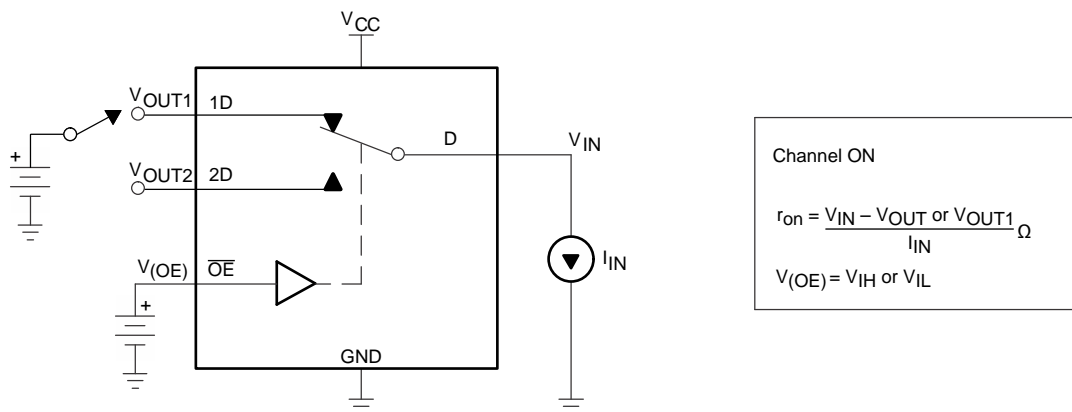 VCC
VOUT1 1D
D
VIN
VOUT2 2D
V(OE) OE
IIN
GND
+
+
Channel ON
ron = VIN – VOUT or VOUT1 / IIN Ω
V(OE) = VIH or VIL